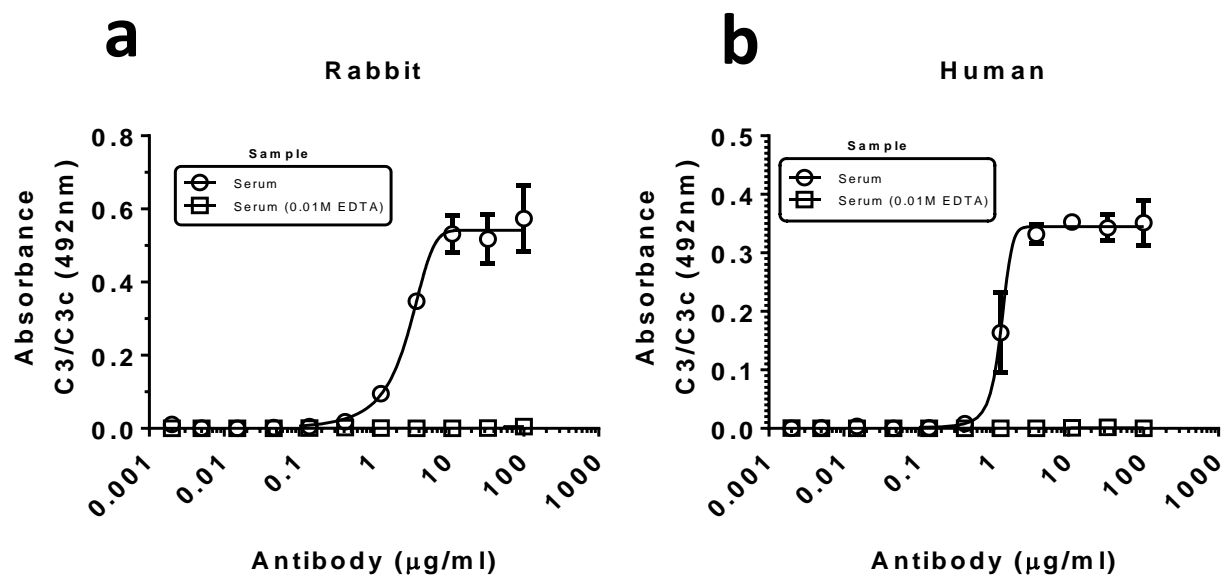 a
Rabbit
Absorbance
C3/C3c (492nm)
0.8
0.6
0.4
0.2
0.0
Sample
Serum
Serum (0.01M EDTA)
0.001
0.01
0.1
1
10
100
1000
Antibody (μg/ml)
b
Human
Absorbance
C3/C3c (492nm)
0.5
0.4
0.3
0.2
0.1
0.0
Sample
Serum
Serum (0.01M EDTA)
0.001
0.01
0.1
1
10
100
1000
Antibody (μg/ml)